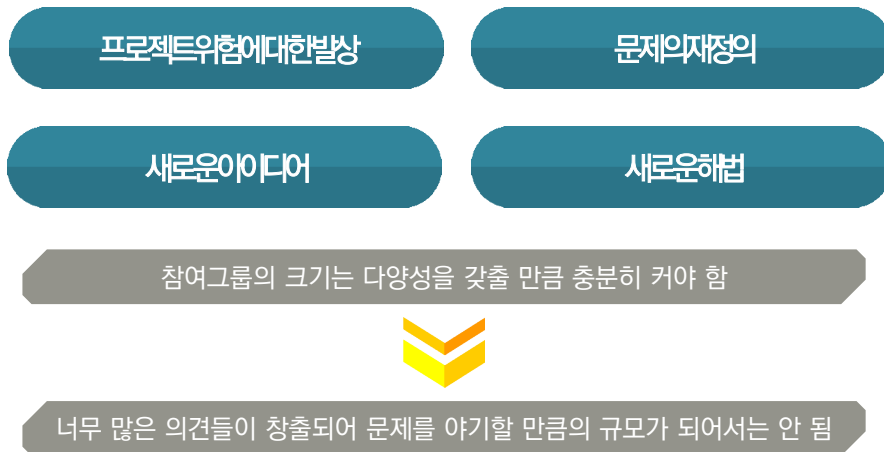 프로젝트위험에대한발상
문제의재정의
새로운아이디어
새로운해법
참여그룹의 크기는 다양성을 갖출 만큼 충분히 커야 함
너무 많은 의견들이 창출되어 문제를 야기할 만큼의 규모가 되어서는 안 됨